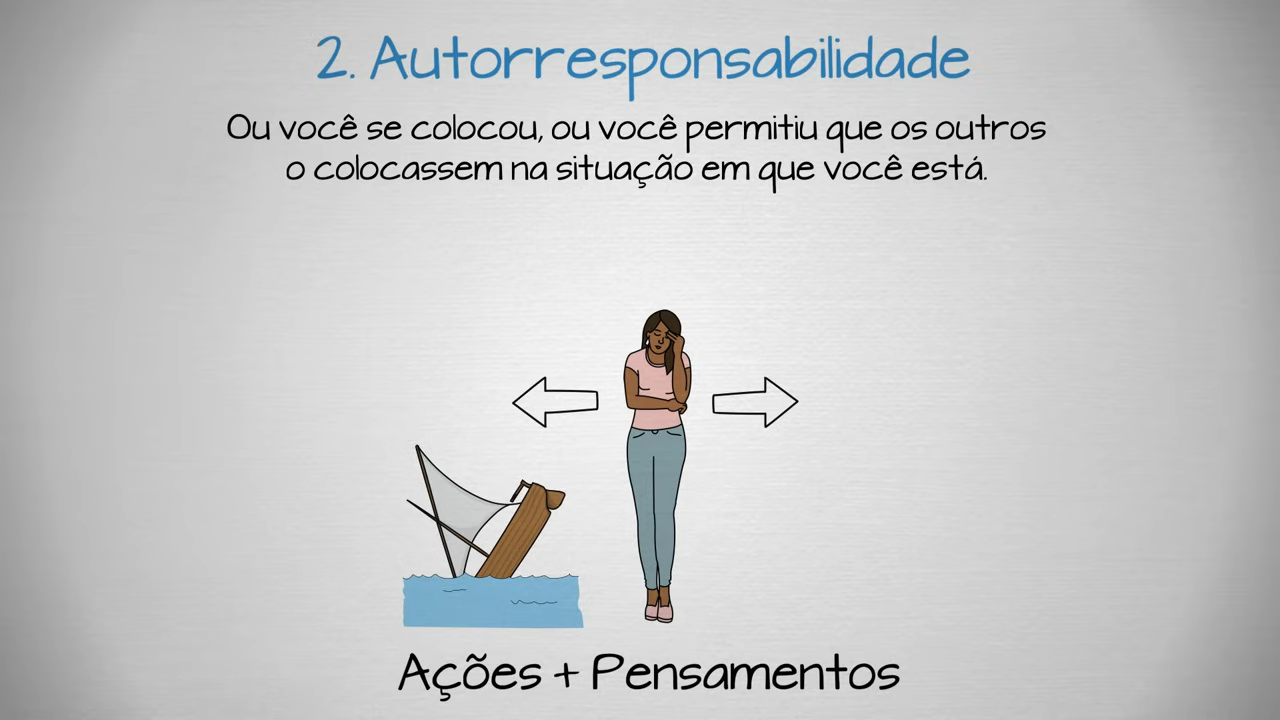 2. Autorresponsabilidade
Ou você se colocou, ou você permitiu que os outros
o colocassem na situação em que você está.
Ações + Pensamentos